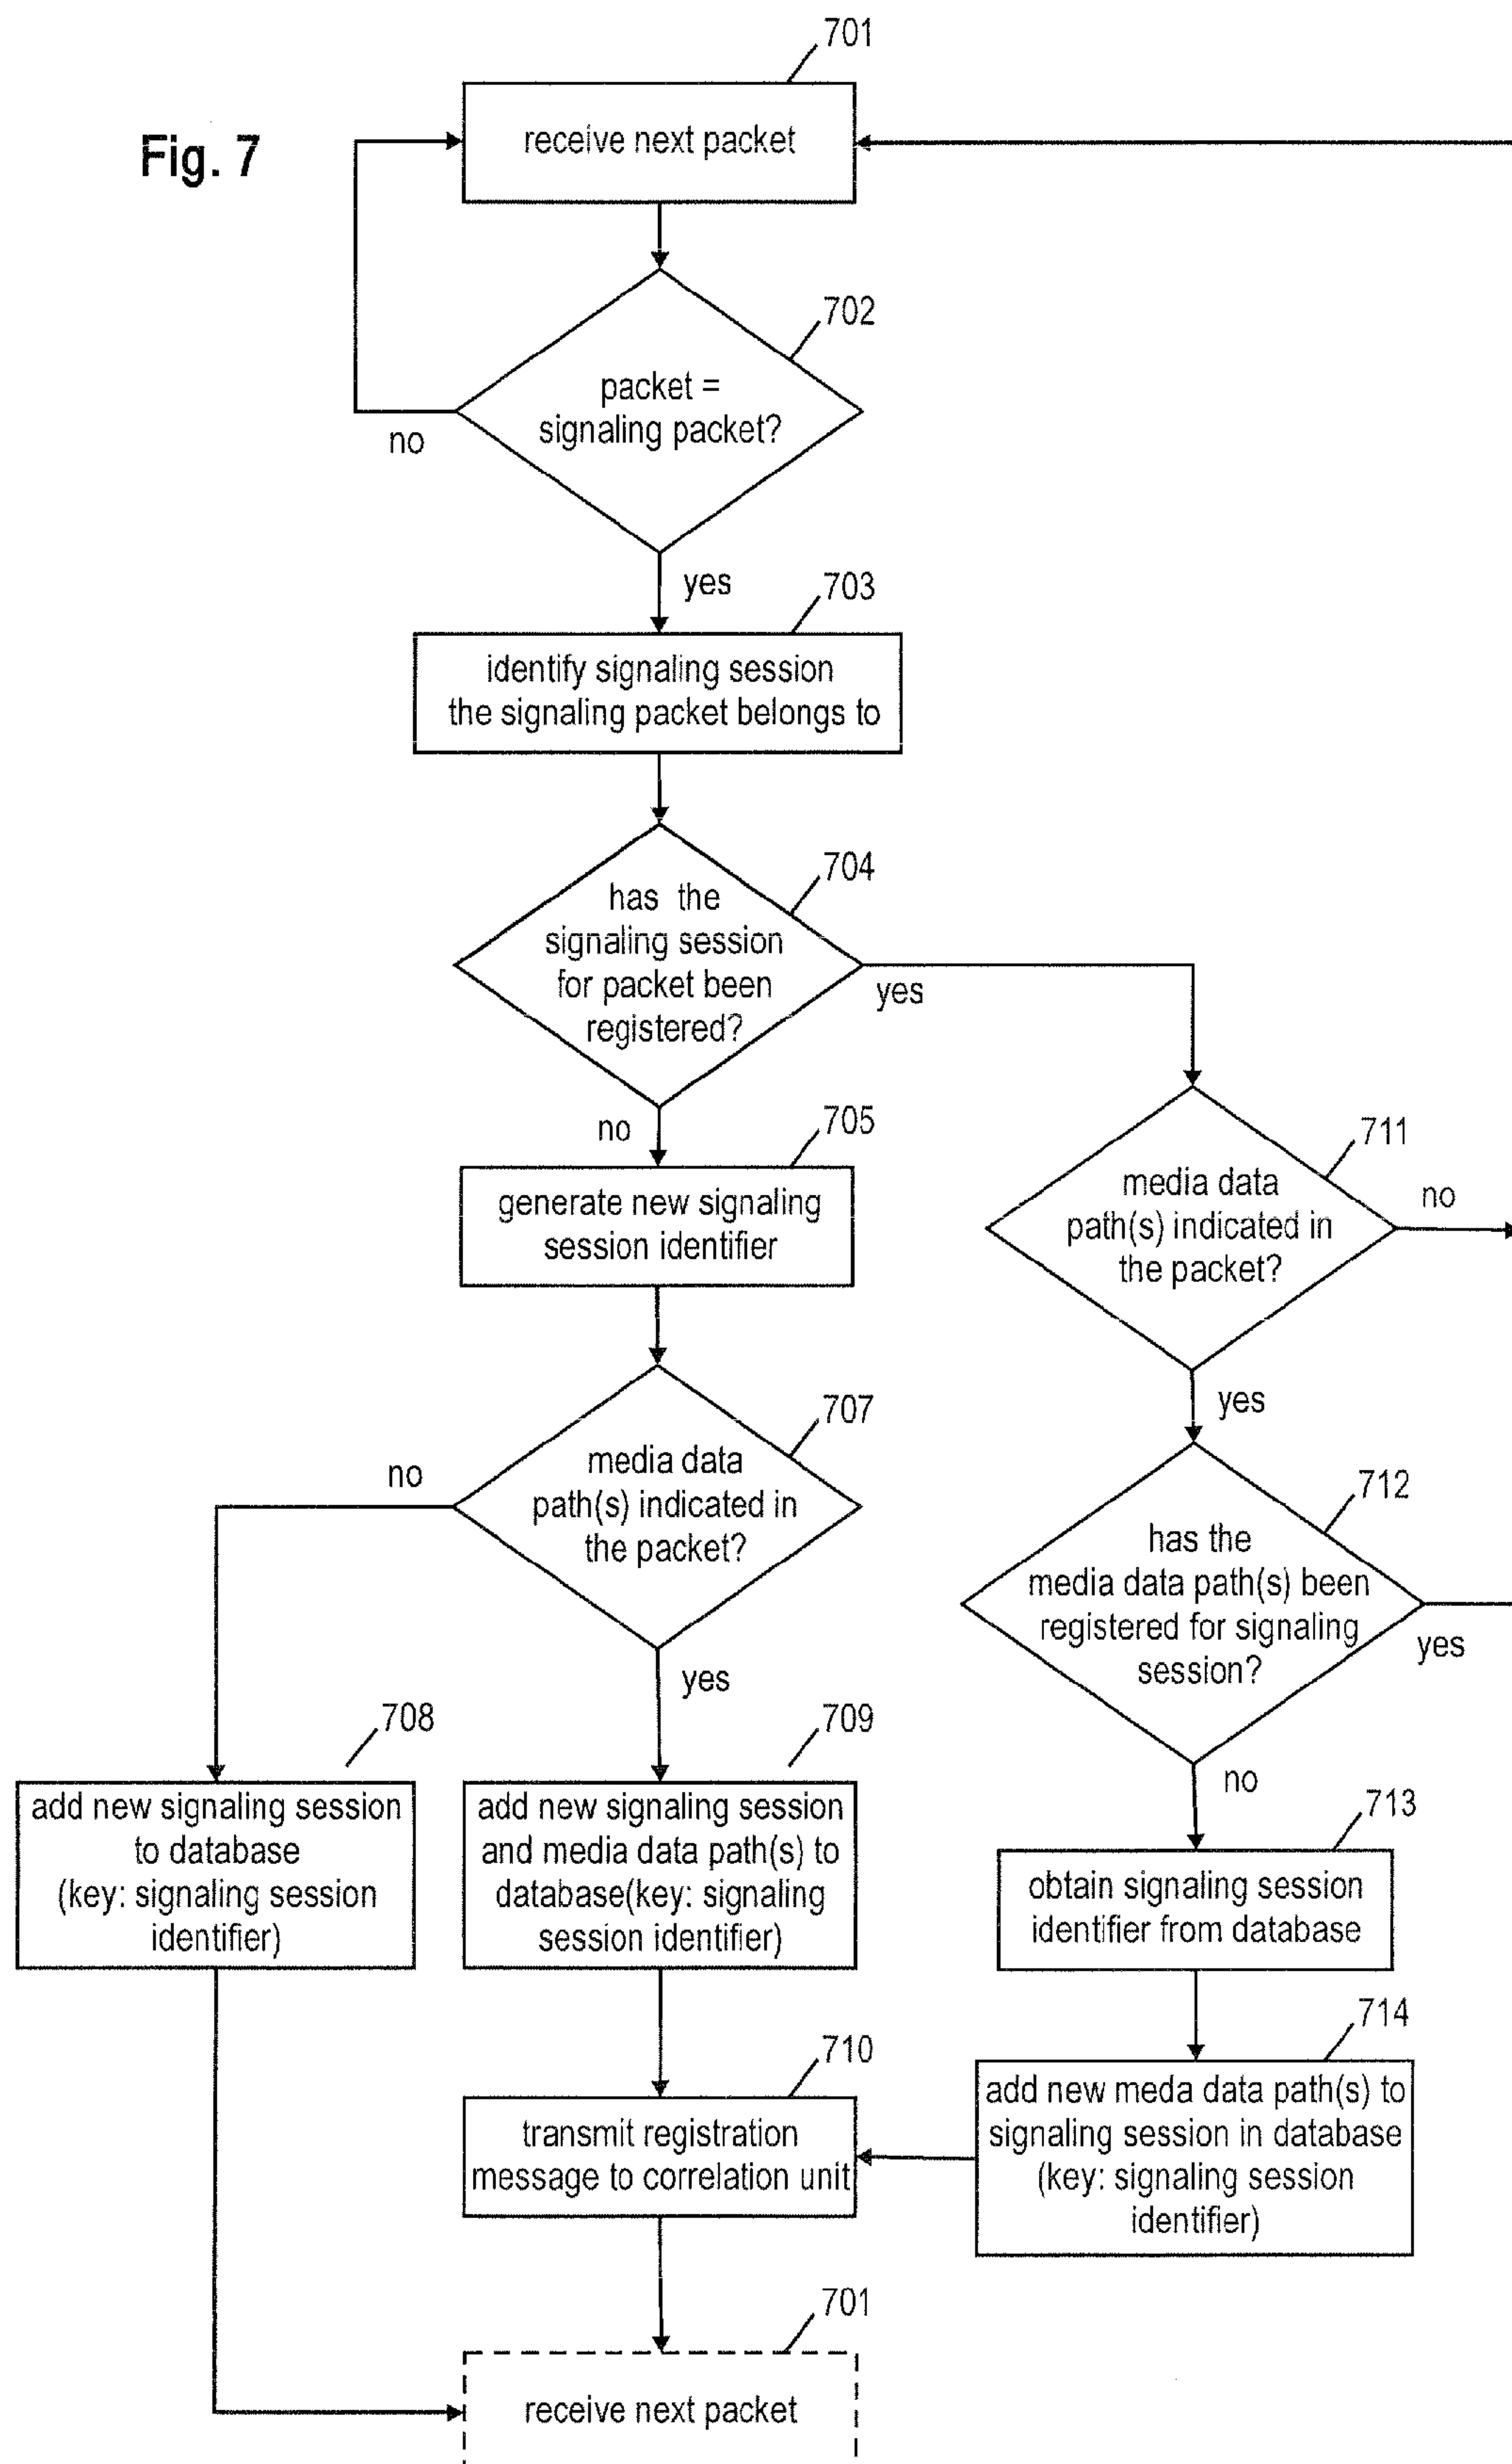 Fig. 7
701
receive next packet
702
packet =
signaling packet?
no
yes
703
identify signaling session
the signaling packet belongs to
704
has the
signaling session
for packet been
registered?
yes
no
705
generate new signaling
session identifier
711
media data
path(s) indicated in
the packet?
no
yes
707
media data
path(s) indicated in
the packet?
no
yes
712
has the
media data path(s) been
registered for signaling
session?
yes
no
708
add new signaling session
to database
(key: signaling session
identifier)
709
add new signaling session
and media data path(s) to
database(key: signaling
session identifier)
713
obtain signaling session
identifier from database
714
add new meda data path(s) to
signaling session in database
(key: signaling session
identifier)
710
transmit registration
message to correlation unit
701
receive next packet